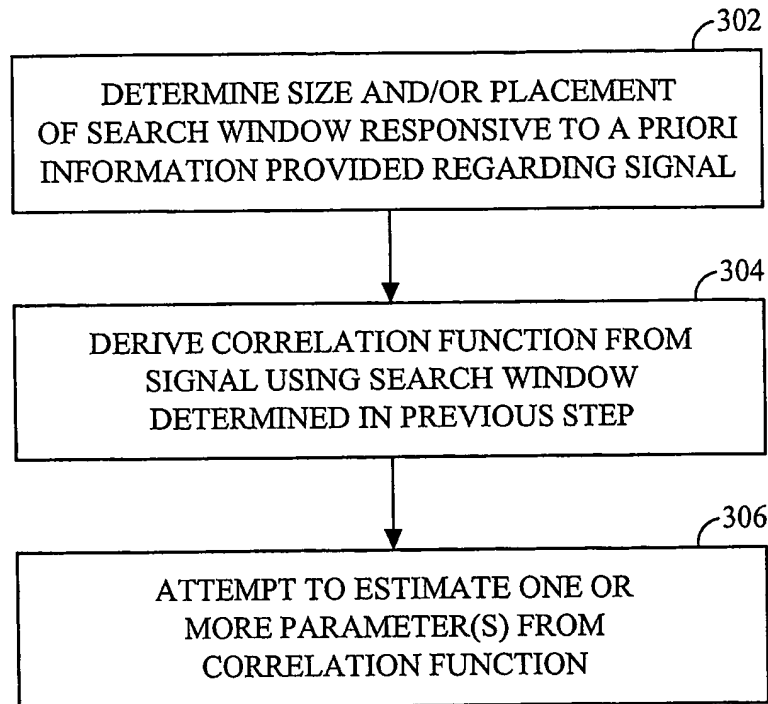 302
DETERMINE SIZE AND/OR PLACEMENT
OF SEARCH WINDOW RESPONSIVE TO A PRIORI
INFORMATION PROVIDED REGARDING SIGNAL
304
DERIVE CORRELATION FUNCTION FROM
SIGNAL USING SEARCH WINDOW
DETERMINED IN PREVIOUS STEP
306
ATTEMPT TO ESTIMATE ONE OR
MORE PARAMETER(S) FROM
CORRELATION FUNCTION